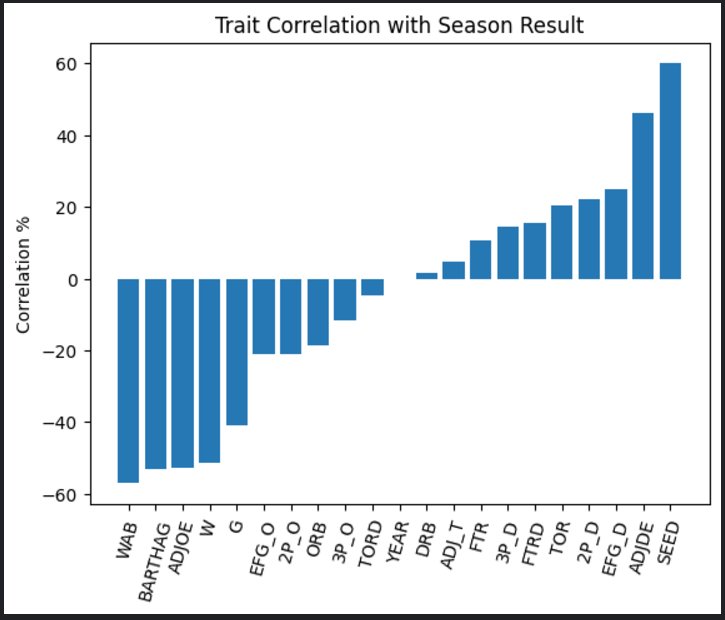 Trait Correlation with Season Result
Correlation %
60
40
20
0
−20
−40
−60
WAB
BARTHAG
ADJOE
W
G
EFG_O
2P_O
ORB
3P_O
TORD
YEAR
DRB
ADJ_T
FTR
3P_D
FTRD
TOR
2P_D
EFG_D
ADJDE
SEED